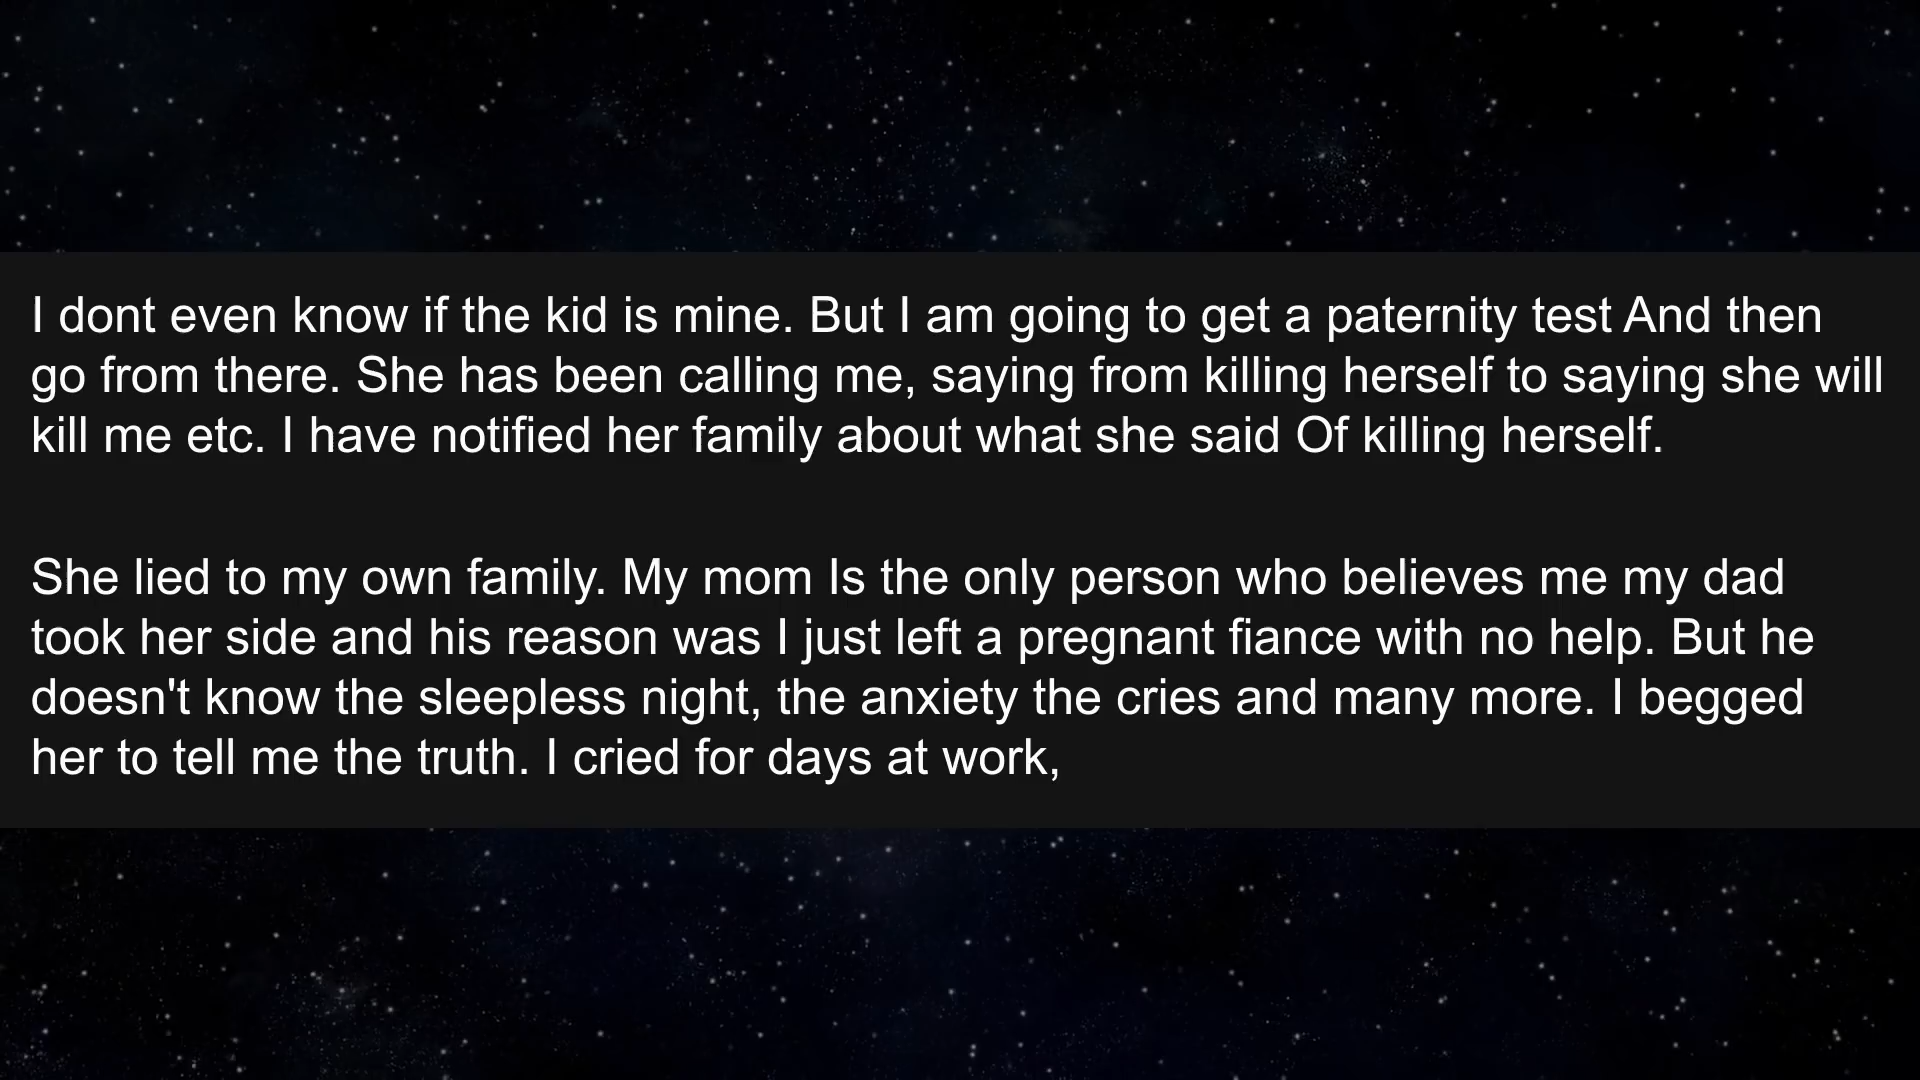 I dont even know if the kid is mine. But I am going to get a paternity test And then
go from there. She has been calling me, saying from killing herself to saying she will
kill me etc. I have notified her family about what she said Of killing herself.
She lied to my own family. My mom Is the only person who believes me my dad
took her side and his reason was I just left a pregnant fiance with no help. But he
doesn't know the sleepless night, the anxiety the cries and many more. I begged
her to tell me the truth. I cried for days at work,